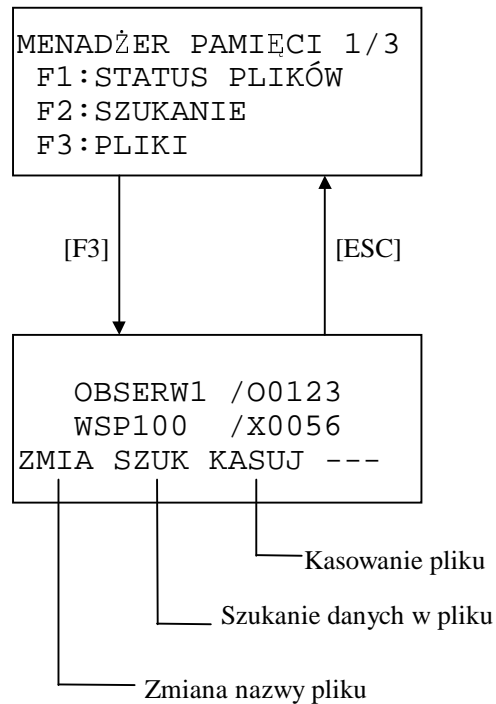 MENADŻER PAMIĘCI 1/3
F1:STATUS PLIKÓW
F2:SZUKANIE
F3:PLIKI
[F3] [ESC]
OBSERW1 /O0123
WSP100 /X0056
ZMIA SZUK KASUJ ---
Kasowanie pliku
Szukanie danych w pliku
Zmiana nazwy pliku